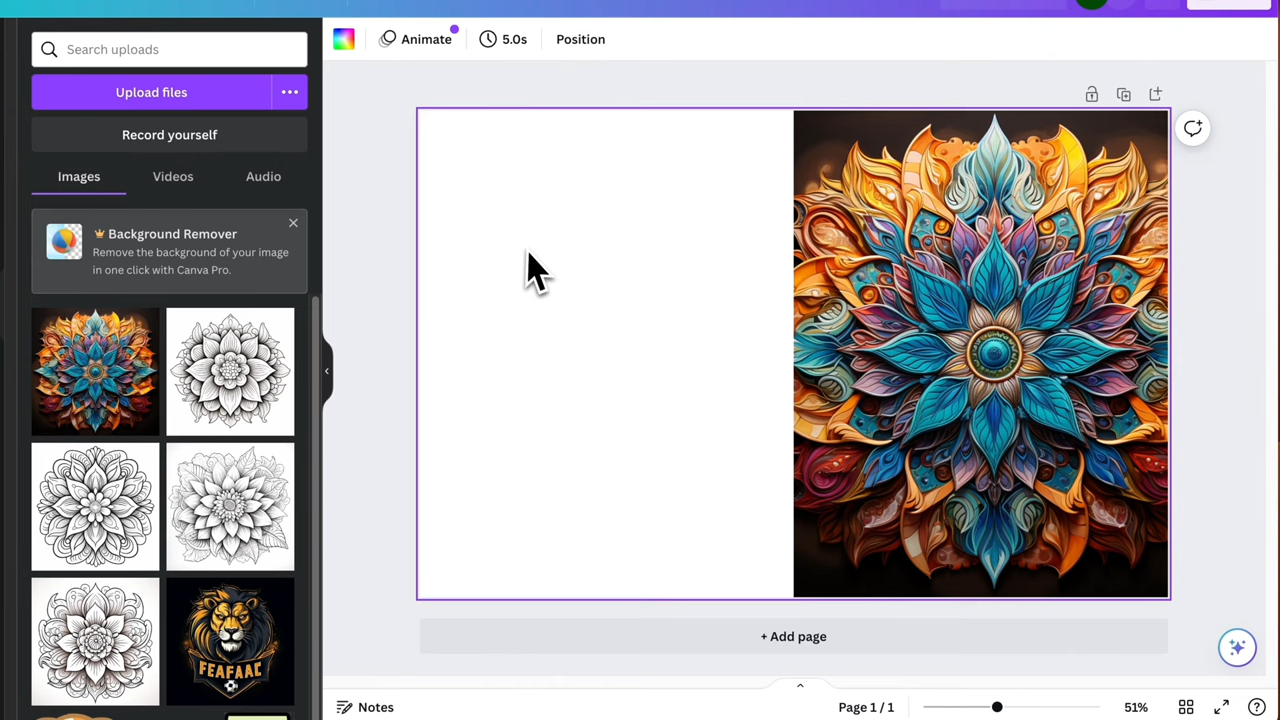 Search uploads
Animate
5.0s
Position
Upload files
Record yourself
Images
Videos
Audio
Background Remover
Remove the background of your image
in one click with Canva Pro.
FEAFAAC
+ Add page
Notes
Page 1 / 1
51%